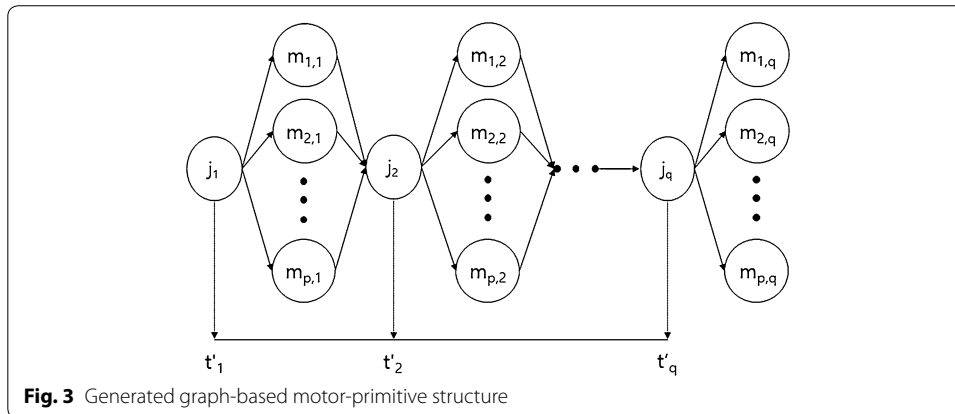 m1,1 m1,2 m1,q
m2,1 m2,2 m2,q
j1 j2 jq
mp,1 mp,2 mp,q
t'1 t'2 t'q
Fig. 3 Generated graph-based motor-primitive structure